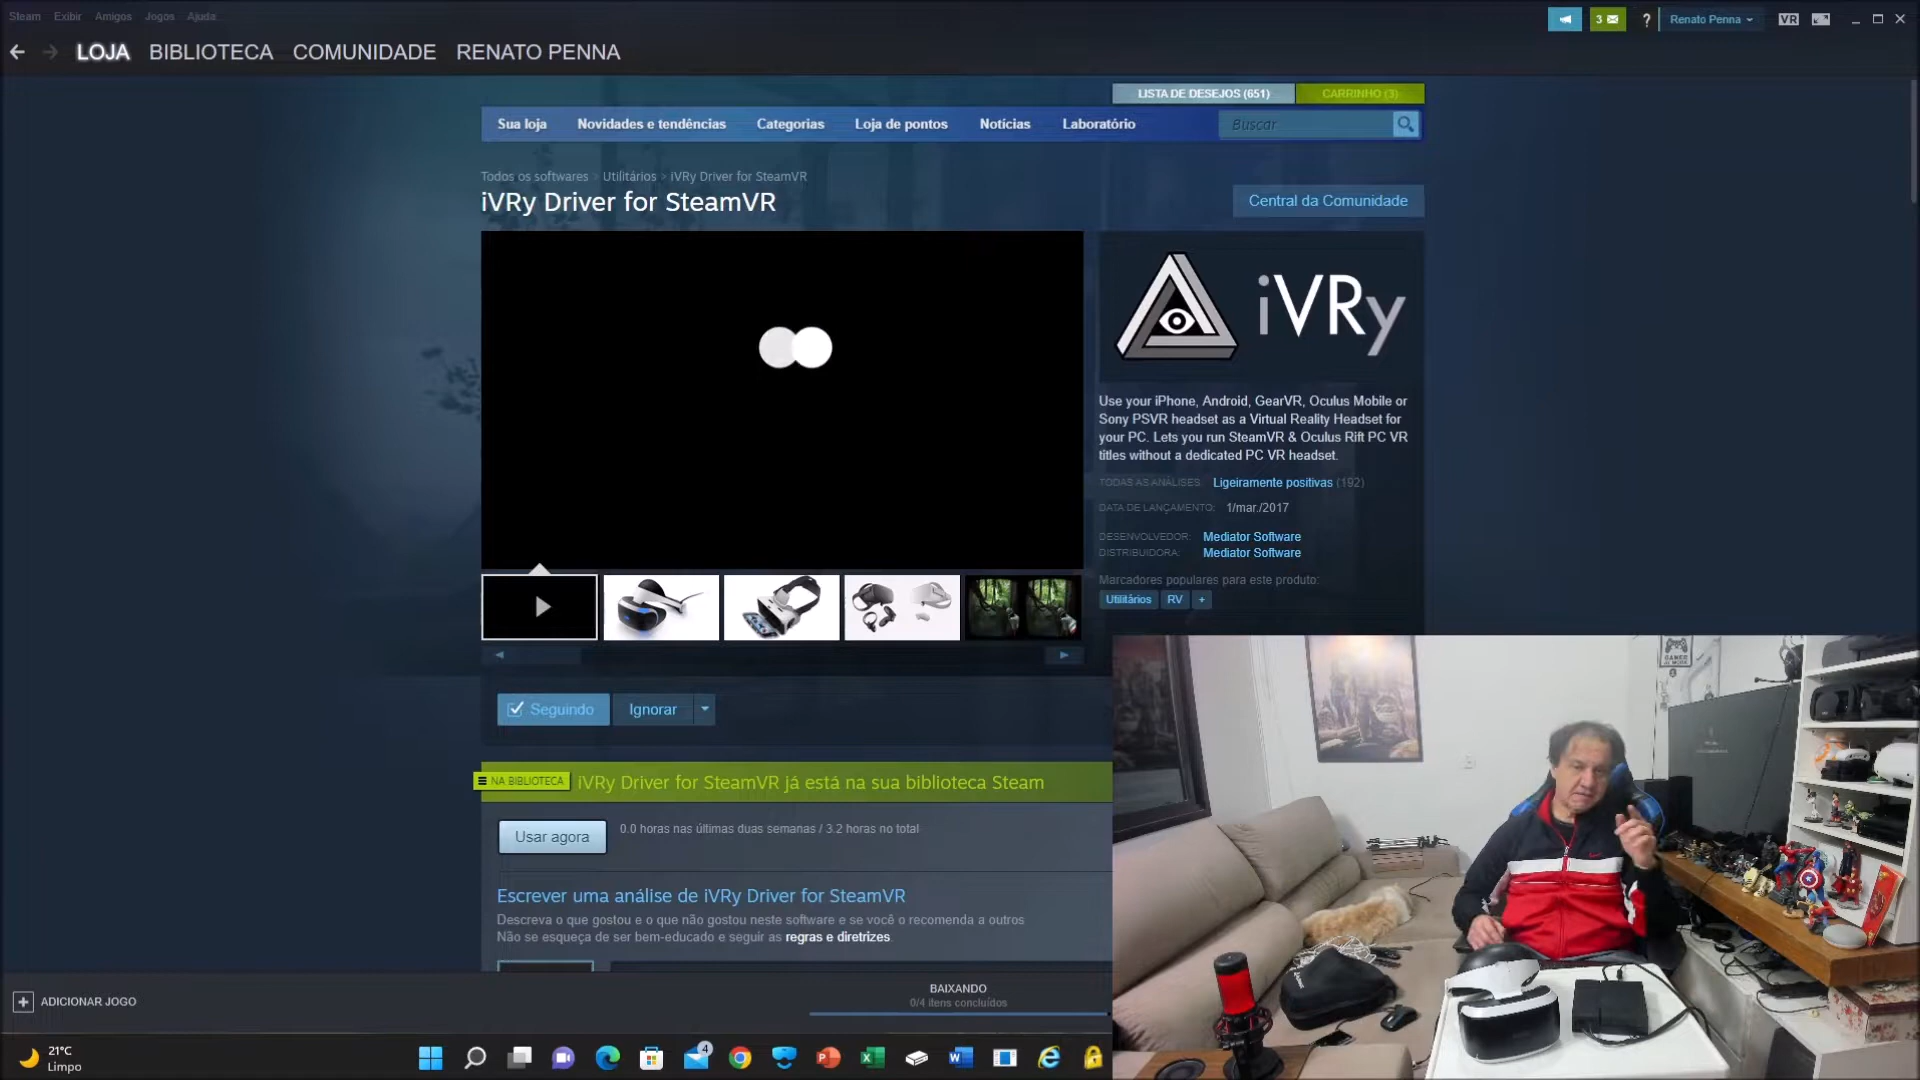 Steam Exibir Amigos Jogos Ajuda
3
?
Renato Penna
VR
LOJA BIBLIOTECA COMUNIDADE RENATO PENNA
LISTA DE DESEJOS (651)
CARRINHO (3)
Sua loja Novidades e tendências Categorias Loja de pontos Notícias Laboratório
Buscar
Todos os softwares > Utilitários > iVRy Driver for SteamVR
iVRy Driver for SteamVR
Central da Comunidade
iVRy
Use your iPhone, Android, GearVR, Oculus Mobile or
Sony PSVR headset as a Virtual Reality Headset for
your PC. Lets you run SteamVR & Oculus Rift PC VR
titles without a dedicated PC VR headset.
TODAS AS ANÁLISES: Ligeiramente positivas (192)
DATA DE LANÇAMENTO: 1/mar./2017
DESENVOLVEDOR: Mediator Software
DISTRIBUIDORA: Mediator Software
Marcadores populares para este produto:
Utilitários RV +
Seguindo
Ignorar
NA BIBLIOTECA
iVRy Driver for SteamVR já está na sua biblioteca Steam
Usar agora
0.0 horas nas últimas duas semanas / 3.2 horas no total
Escrever uma análise de iVRy Driver for SteamVR
Descreva o que gostou e o que não gostou neste software e se você o recomenda a outros
Não se esqueça de ser bem-educado e seguir as regras e diretrizes
+ ADICIONAR JOGO
BAIXANDO
0/4 itens concluídos
21°C
Limpo
4
GAMER